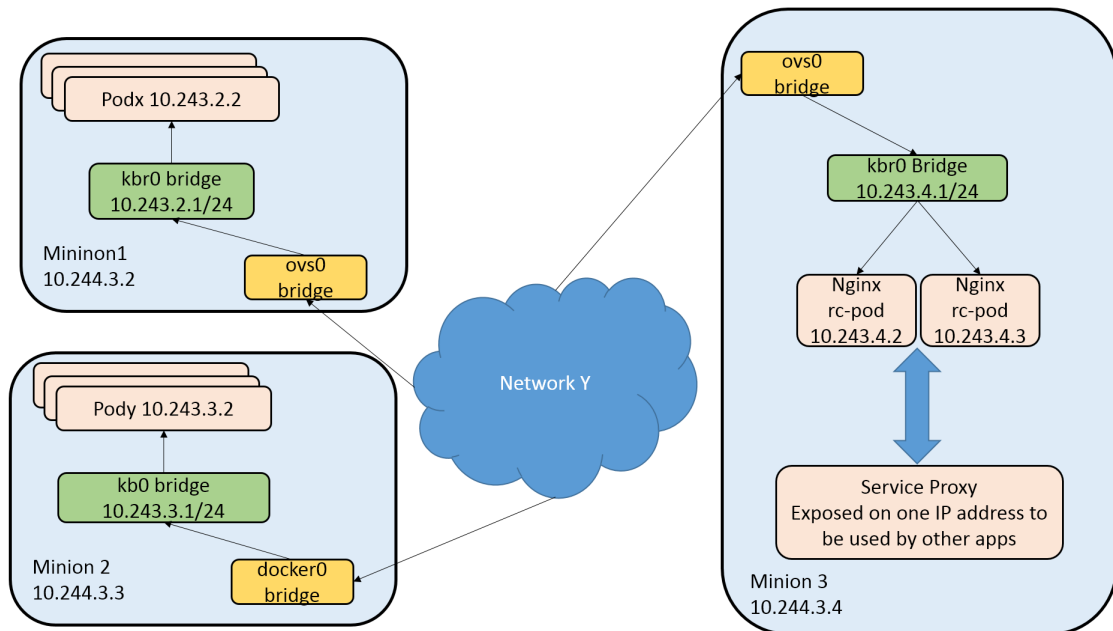 Podx 10.243.2.2
kbr0 bridge
10.243.2.1/24
Mininon1
10.244.3.2
ovs0
bridge
Pody 10.243.3.2
kb0 bridge
10.243.3.1/24
Minion 2
10.244.3.3
docker0
bridge
Network Y
ovs0
bridge
kbr0 Bridge
10.243.4.1/24
Nginx
rc-pod
10.243.4.2
Nginx
rc-pod
10.243.4.3
Service Proxy
Exposed on one IP address to
be used by other apps
Minion 3
10.244.3.4